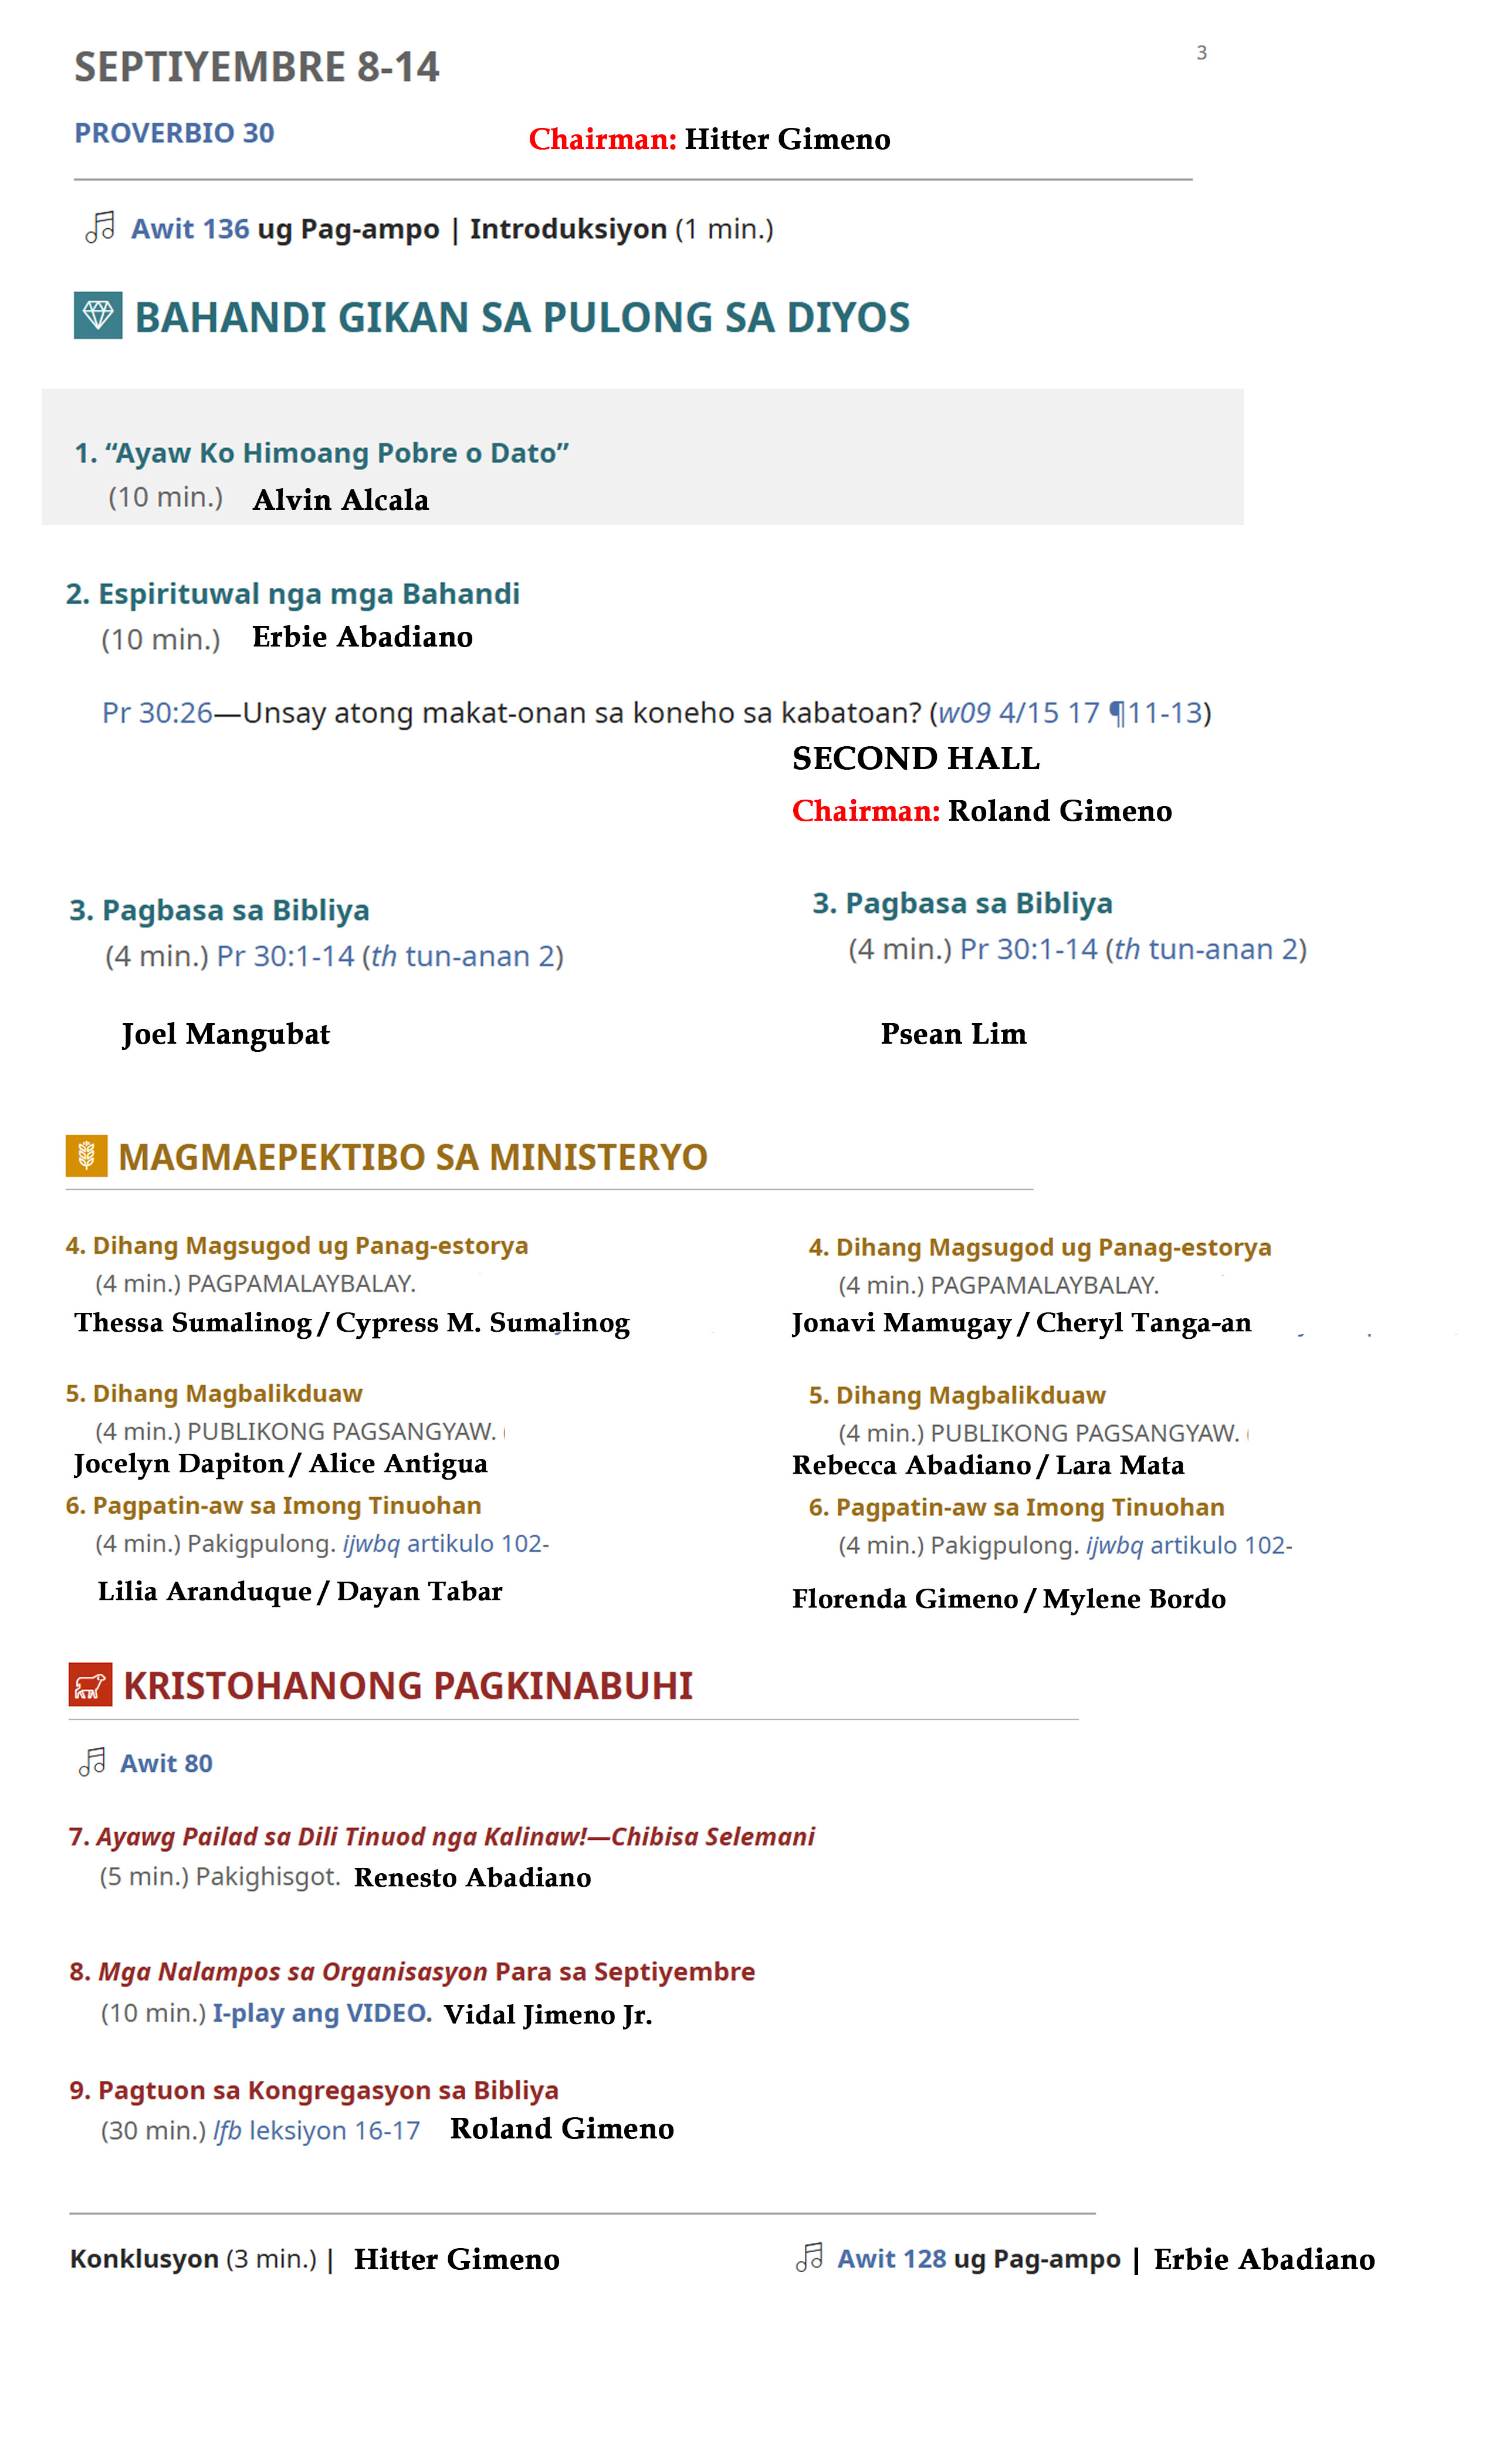 SEPTIYEMBRE 8-14
3
PROVERBIO 30
Chairman: Hitter Gimeno
Awit 136 ug Pag-ampo | Introduksiyon (1 min.)
BAHANDI GIKAN SA PULONG SA DIYOS
1. “Ayaw Ko Himoang Pobre o Dato”
(10 min.) Alvin Alcala
2. Espirituwal nga mga Bahandi
(10 min.) Erbie Abadiano
Pr 30:26—Unsay atong makat-onan sa koneho sa kabatoan? (w09 4/15 17 ¶11-13)
SECOND HALL
Chairman: Roland Gimeno
3. Pagbasa sa Bibliya
(4 min.) Pr 30:1-14 (th tun-anan 2)
Joel Mangubat
3. Pagbasa sa Bibliya
(4 min.) Pr 30:1-14 (th tun-anan 2)
Psean Lim
MAGMAEPEKTIBO SA MINISTERYO
4. Dihang Magsugod ug Panag-estorya
(4 min.) PAGPAMALAYBALAY.
Thessa Sumalinog / Cypress M. Sumalinog
5. Dihang Magbalikduaw
(4 min.) PUBLIKONG PAGSANGYAW. (
Jocelyn Dapiton / Alice Antigua
6. Pagpatin-aw sa Imong Tinuohan
(4 min.) Pakigpulong. ijwbq artikulo 102-
Lilia Aranduque / Dayan Tabar
4. Dihang Magsugod ug Panag-estorya
(4 min.) PAGPAMALAYBALAY.
Jonavi Mamugay / Cheryl Tanga-an
5. Dihang Magbalikduaw
(4 min.) PUBLIKONG PAGSANGYAW. (
Rebecca Abadiano / Lara Mata
6. Pagpatin-aw sa Imong Tinuohan
(4 min.) Pakigpulong. ijwbq artikulo 102-
Florenda Gimeno / Mylene Bordo
KRISTOHANONG PAGKINABUHI
Awit 80
7. Ayawg Pailad sa Dili Tinuod nga Kalinaw!—Chibisa Selemani
(5 min.) Pakighisgot. Renesto Abadiano
8. Mga Nalampos sa Organisasyon Para sa Septiyembre
(10 min.) I-play ang VIDEO. Vidal Jimeno Jr.
9. Pagtuon sa Kongregasyon sa Bibliya
(30 min.) lfb leksiyon 16-17 Roland Gimeno
Konklusyon (3 min.) | Hitter Gimeno
Awit 128 ug Pag-ampo | Erbie Abadiano